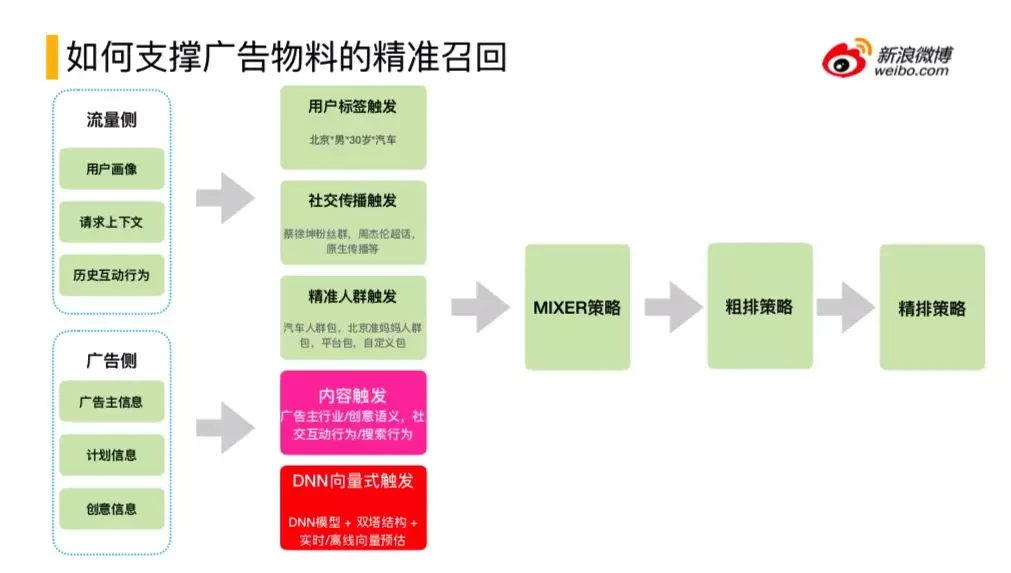 如何支撑广告物料的精准召回
新浪微博
weibo.com
流量侧
用户画像
请求上下文
历史互动行为
广告侧
广告主信息
计划信息
创意信息
用户标签触发
北京*男*30岁*汽车
社交传播触发
蔡徐坤粉丝群，周杰伦超话，
原生传播等
精准人群触发
汽车人群包，北京准妈妈人群
包，平台包，自定义包
内容触发
广告主行业/创意语义，社
交互动行为/搜索行为
DNN向量式触发
DNN模型 + 双塔结构 +
实时/离线向量预估
MIXER策略
粗排策略
精排策略